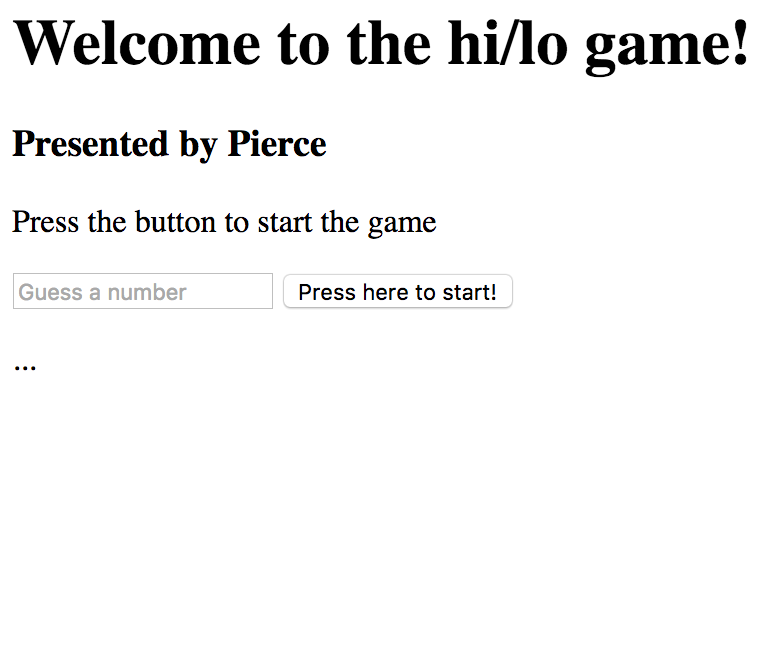 Welcome to the hi/lo game!
Presented by Pierce
Press the button to start the game
Guess a number Press here to start!
...